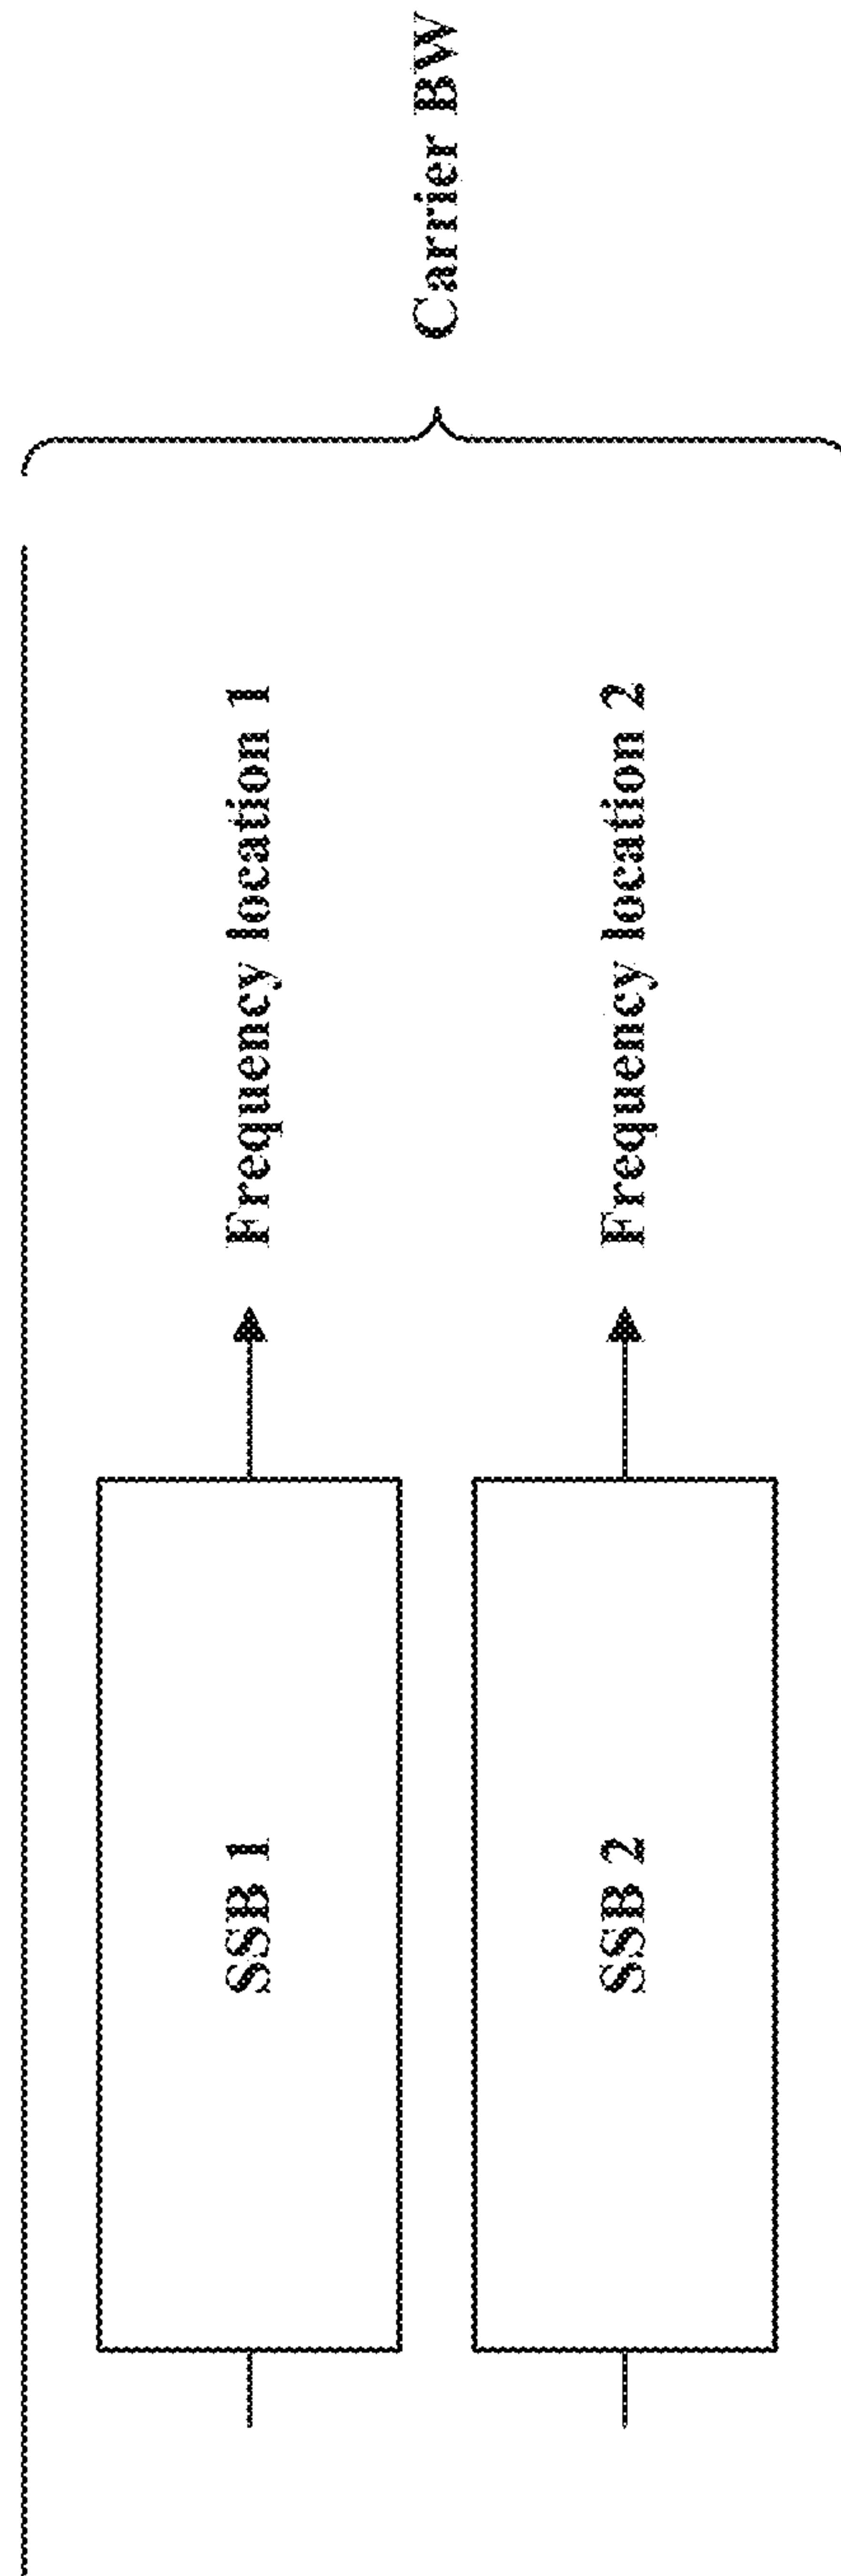 SSB 1
Frequency location 1
SSB 2
Frequency location 2
Carrier BW